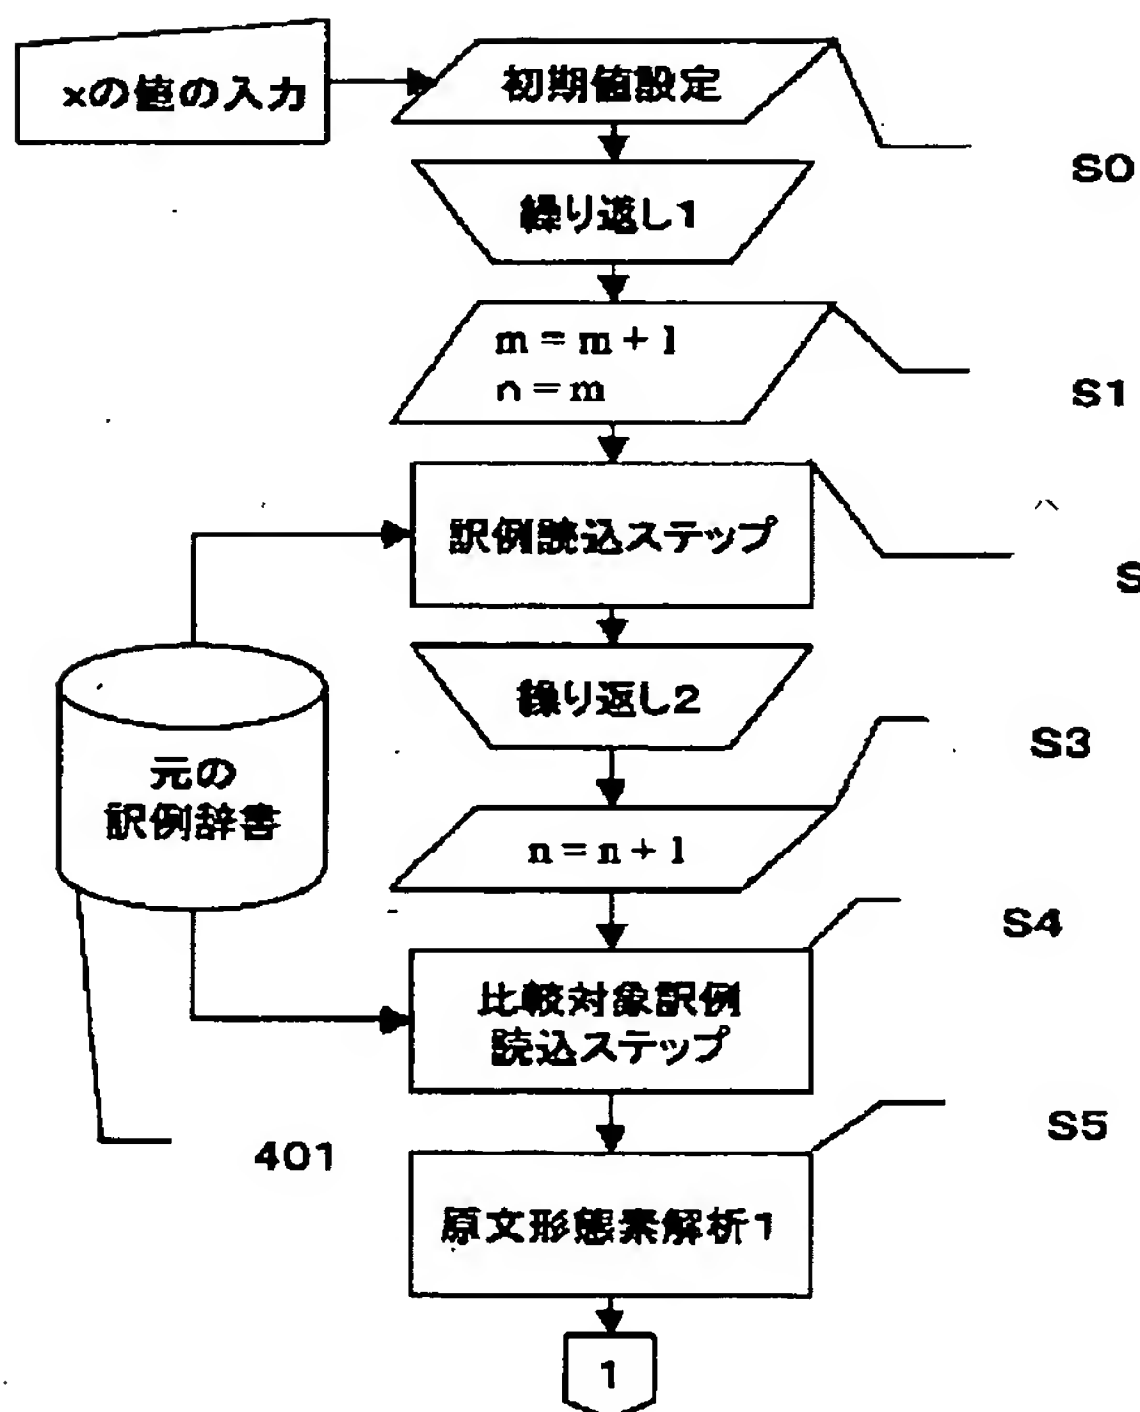 xの値の入力
初期値設定
S0
繰り返し1
m = m + 1
n = m
S1
訳例読込ステップ
S
繰り返し2
元の
訳例辞書
S3
n = n + 1
S4
比較対象訳例
読込ステップ
401
S5
原文形態素解析1
1